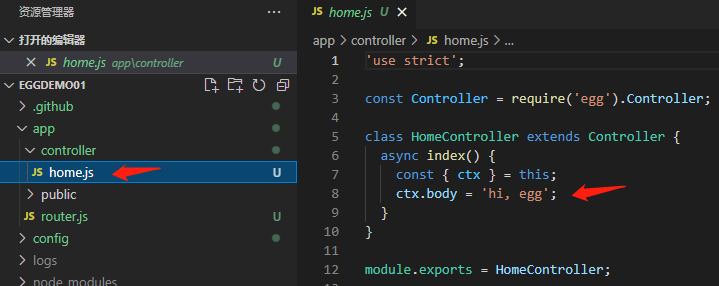 资源管理器
打开的编辑器
JS home.js app\controller U
EGGDEMO01
.github
app
controller
JS home.js U
public
JS router.js U
config
logs
node_modules
JS home.js U
app > controller > JS home.js > ...
1 'use strict';
2
3 const Controller = require('egg').Controller;
4
5 class HomeController extends Controller {
6 async index() {
7 const { ctx } = this;
8 ctx.body = 'hi, egg';
9 }
10 }
11
12 module.exports = HomeController;